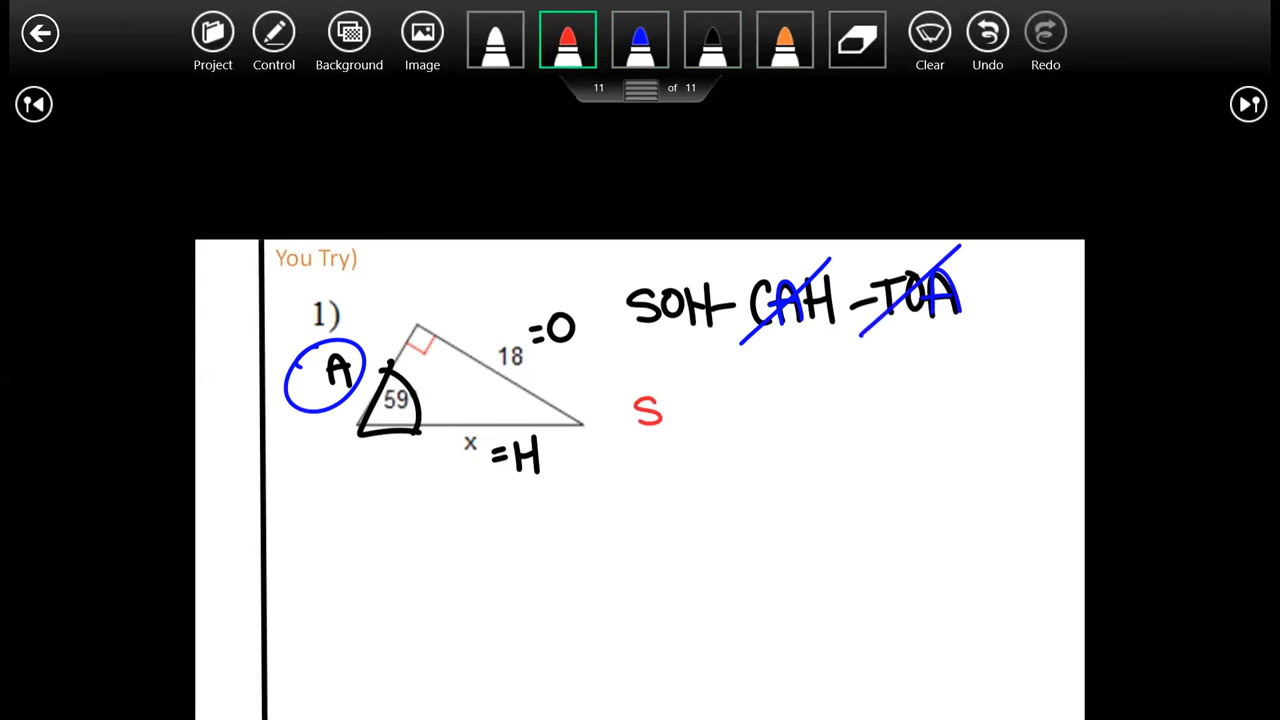 Project Control Background Image Clear Undo Redo
11 of 11
You Try)
SOH- CAH -TOA
1)
=O
18
A
59
S
x =H